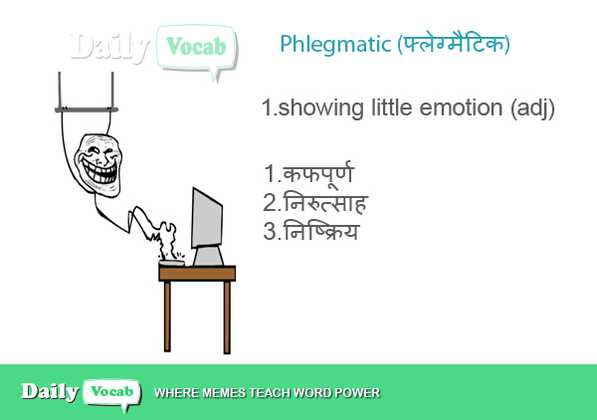 Daily Vocab
Phlegmatic (फ्लेग्मैटिक)
1.showing little emotion (adj)
1.कफपूर्ण
2.निरुत्साह
3.निष्क्रिय
Daily Vocab WHERE MEMES TEACH WORD POWER